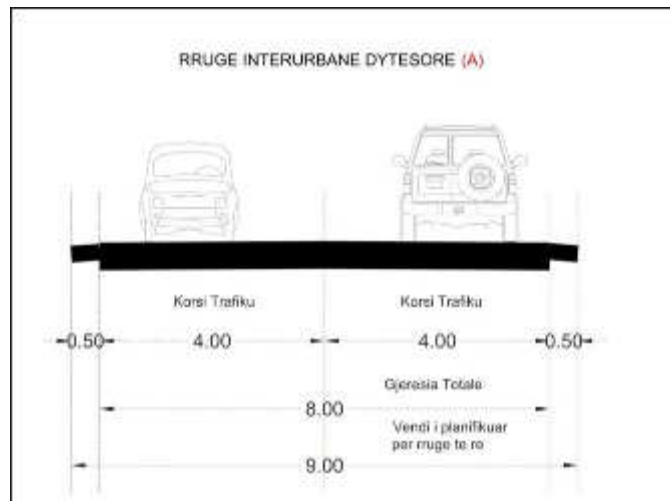 RRUGE INTERURBANE DYTESORE (A)
Korsi Trafiku Korsi Trafiku
0.50 4.00 4.00 0.50
Gjeresia Totale
8.00
Vendi i planifikuar
per rruge te re
9.00